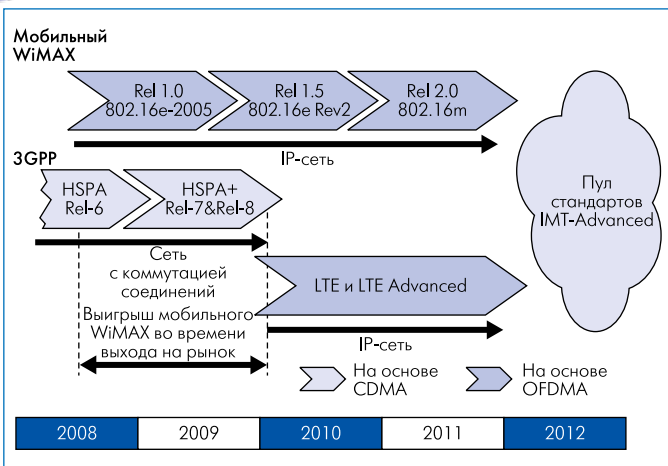 Мобильный
WiMAX
Rel 1.0
802.16e-2005
Rel 1.5
802.16e Rev2
Rel 2.0
802.16m
IP-сеть
3GPP
HSPA
Rel-6
HSPA+
Rel-7&Rel-8
Пул
стандартов
IMT-Advanced
Сеть
с коммутацией
соединений
LTE и LTE Advanced
Выигрыш мобильного
WiMAX во времени
выхода на рынок
IP-сеть
На основе
CDMA
На основе
OFDMA
2008
2009
2010
2011
2012